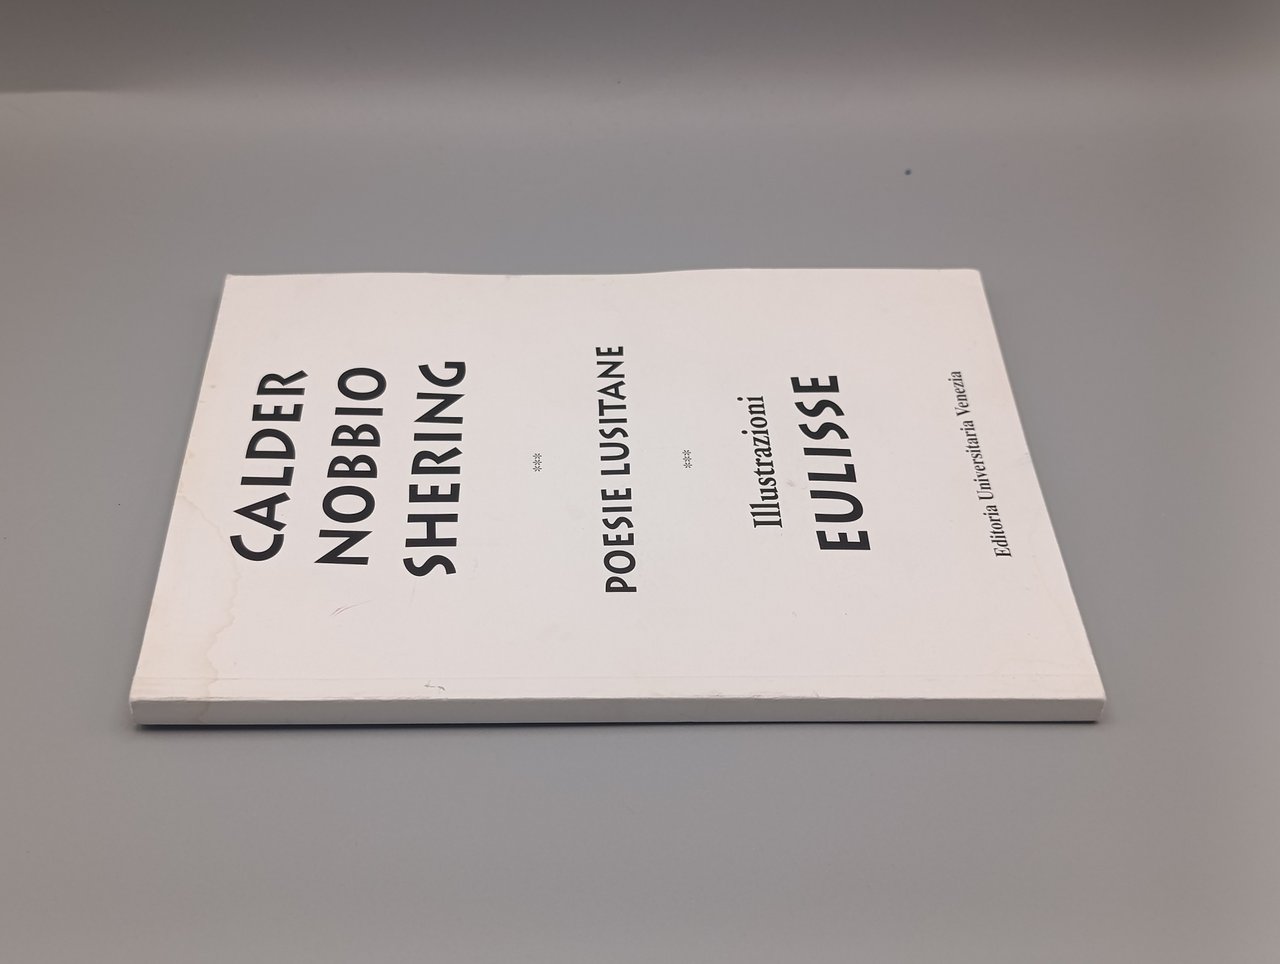 CALDER
NOBBIO
SHERING
***
POESIE LUSITANE
***
Illustrazioni
EULISSE
Editoria Universitaria Venezia